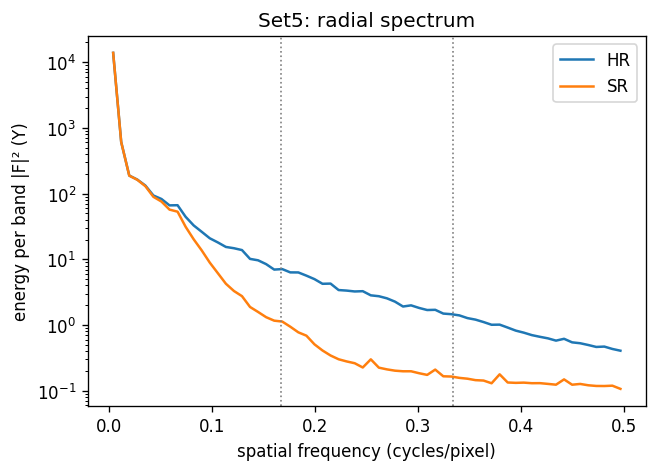 Set5: radial spectrum
energy per band |F|² (Y)
10⁴
10³
10²
10¹
10⁰
10⁻¹
HR
SR
0.0 0.1 0.2 0.3 0.4 0.5
spatial frequency (cycles/pixel)